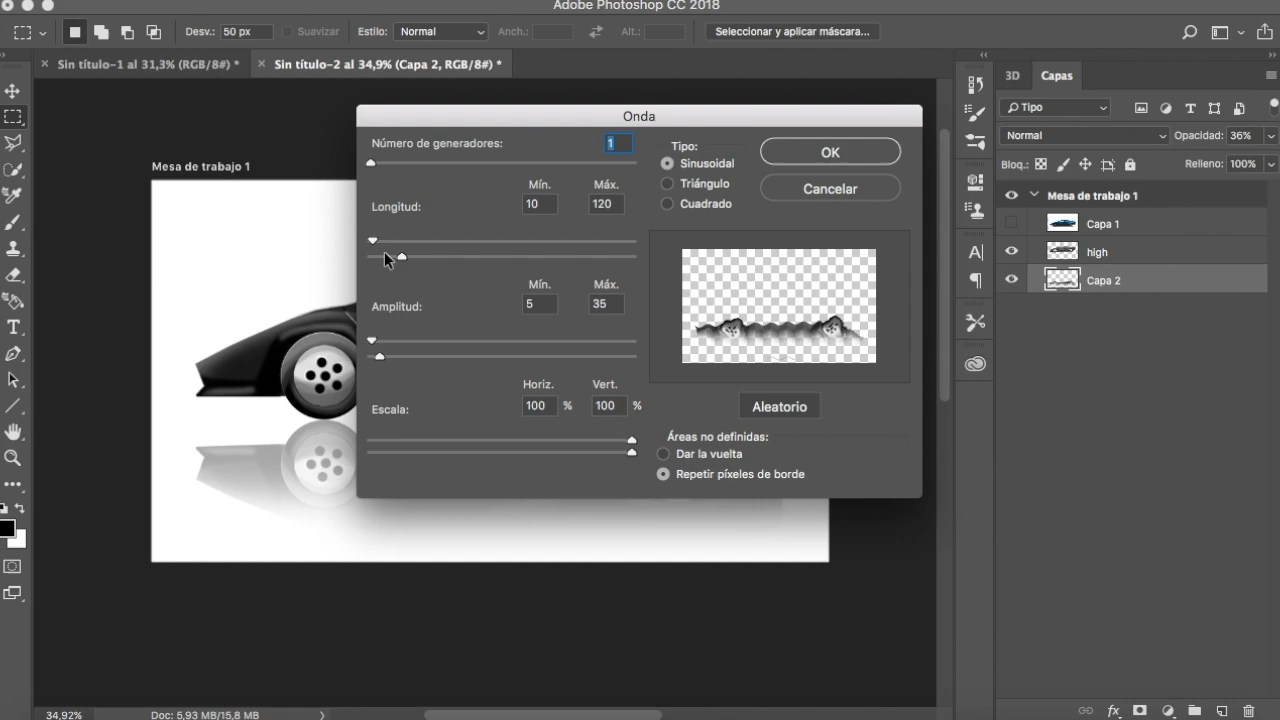 Adobe Photoshop CC 2018
Desv.: 50 px Suavizar Estilo: Normal Anch.: Alt.: Seleccionar y aplicar máscara...
Sin título-1 al 31,3% (RGB/8#) * Sin título-2 al 34,9% (Capa 2, RGB/8#) *
3D Capas
Tipo
Normal Opacidad: 36%
Bloq.: Relleno: 100%
Mesa de trabajo 1
Capa 1
high
Capa 2
Mesa de trabajo 1
Onda
Número de generadores: 1
Mín. Máx.
Longitud: 10 120
Mín. Máx.
Amplitud: 5 35
Horiz. Vert.
Escala: 100 % 100 %
Tipo:
Sinusoidal
Triángulo
Cuadrado
OK
Cancelar
Aleatorio
Áreas no definidas:
Dar la vuelta
Repetir píxeles de borde
34,92% Doc: 5,93 MB/15,8 MB